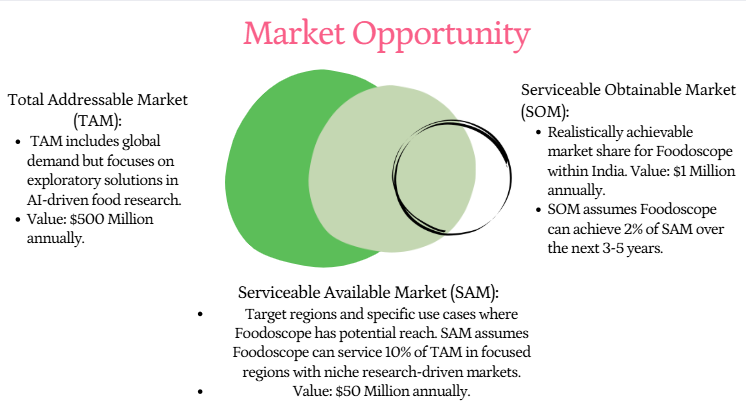 Market Opportunity
Total Addressable Market
(TAM):
• TAM includes global
demand but focuses on
exploratory solutions in
AI-driven food research.
• Value: $500 Million
annually.
Serviceable Obtainable Market
(SOM):
• Realistically achievable
market share for Foodoscope
within India. Value: $1 Million
annually.
• SOM assumes Foodoscope
can achieve 2% of SAM over
the next 3-5 years.
Serviceable Available Market (SAM):
• Target regions and specific use cases where
Foodoscope has potential reach. SAM assumes
Foodoscope can service 10% of TAM in focused
regions with niche research-driven markets.
• Value: $50 Million annually.